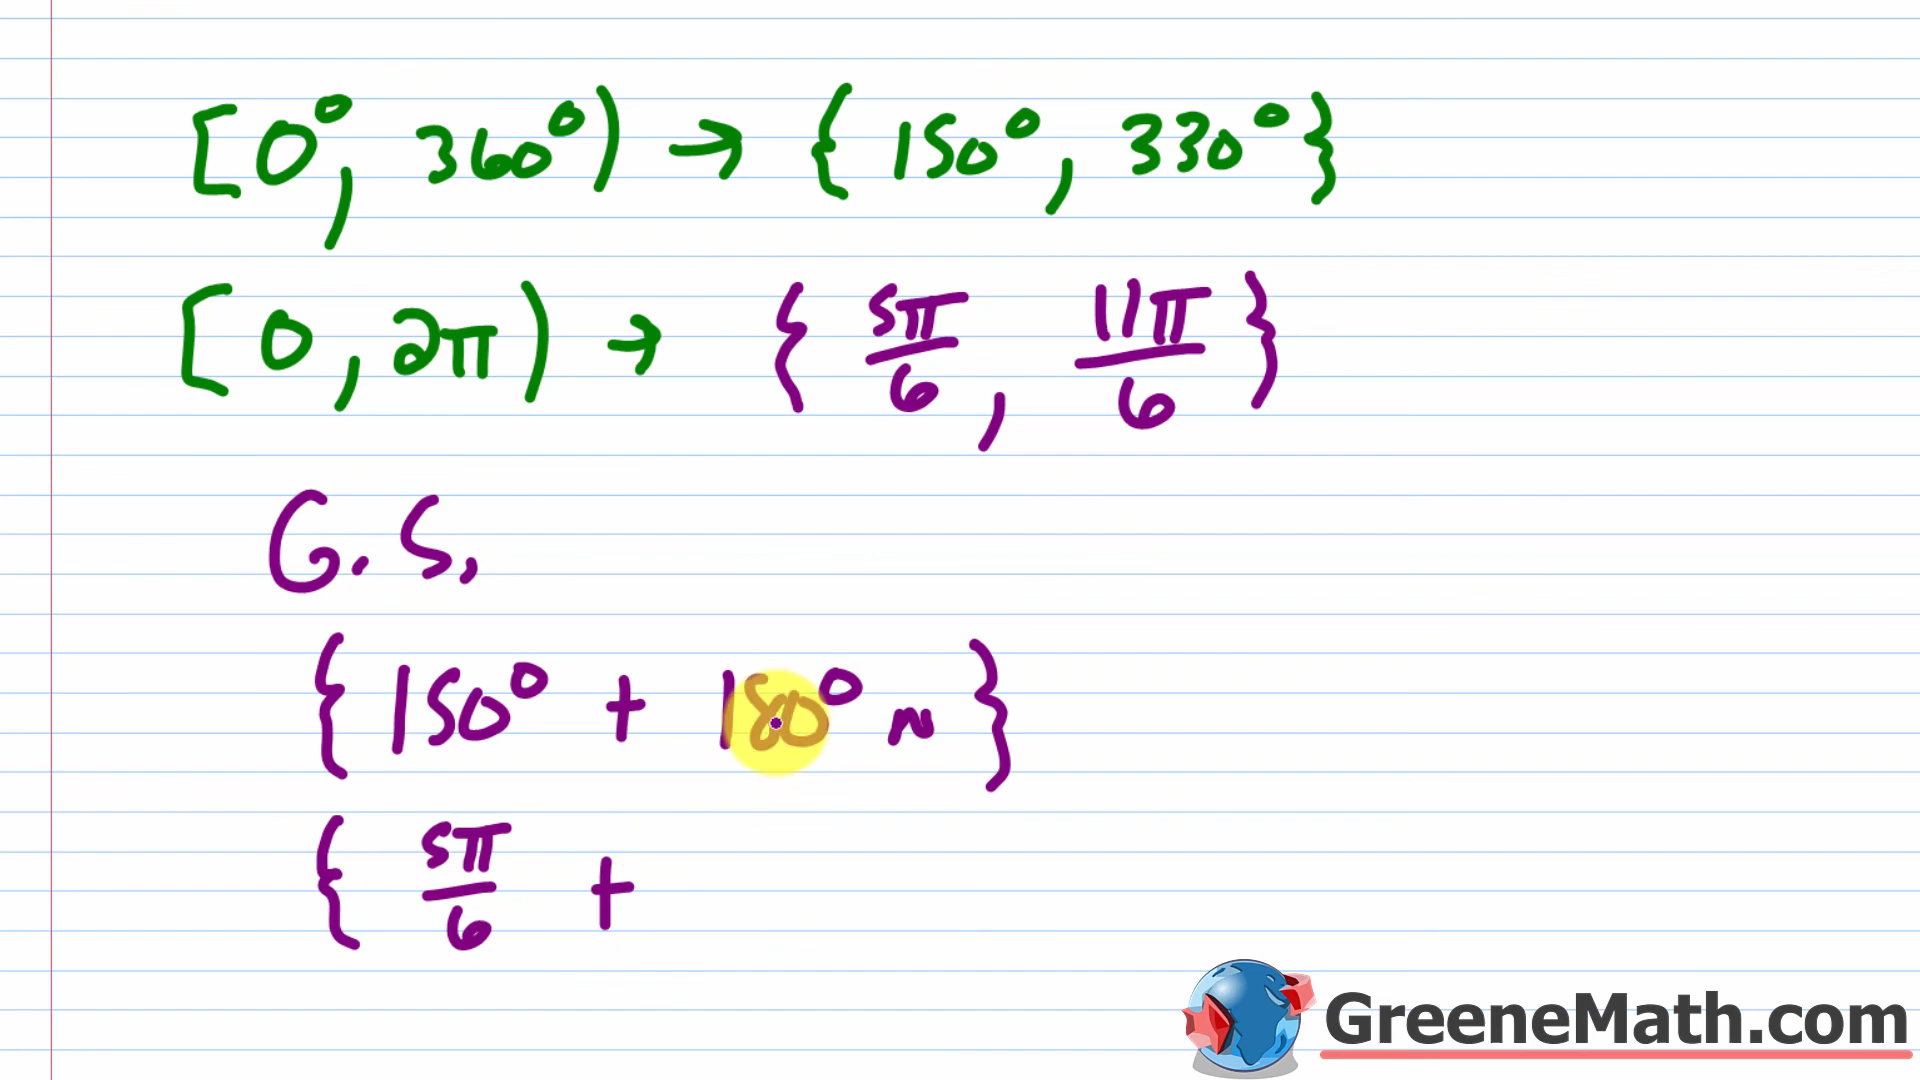 [0°, 360°) → {150°, 330°}
[0, 2π) → {5π/6, 11π/6}
G.S.
{150° + 180° n}
{5π/6 +
GreeneMath.com